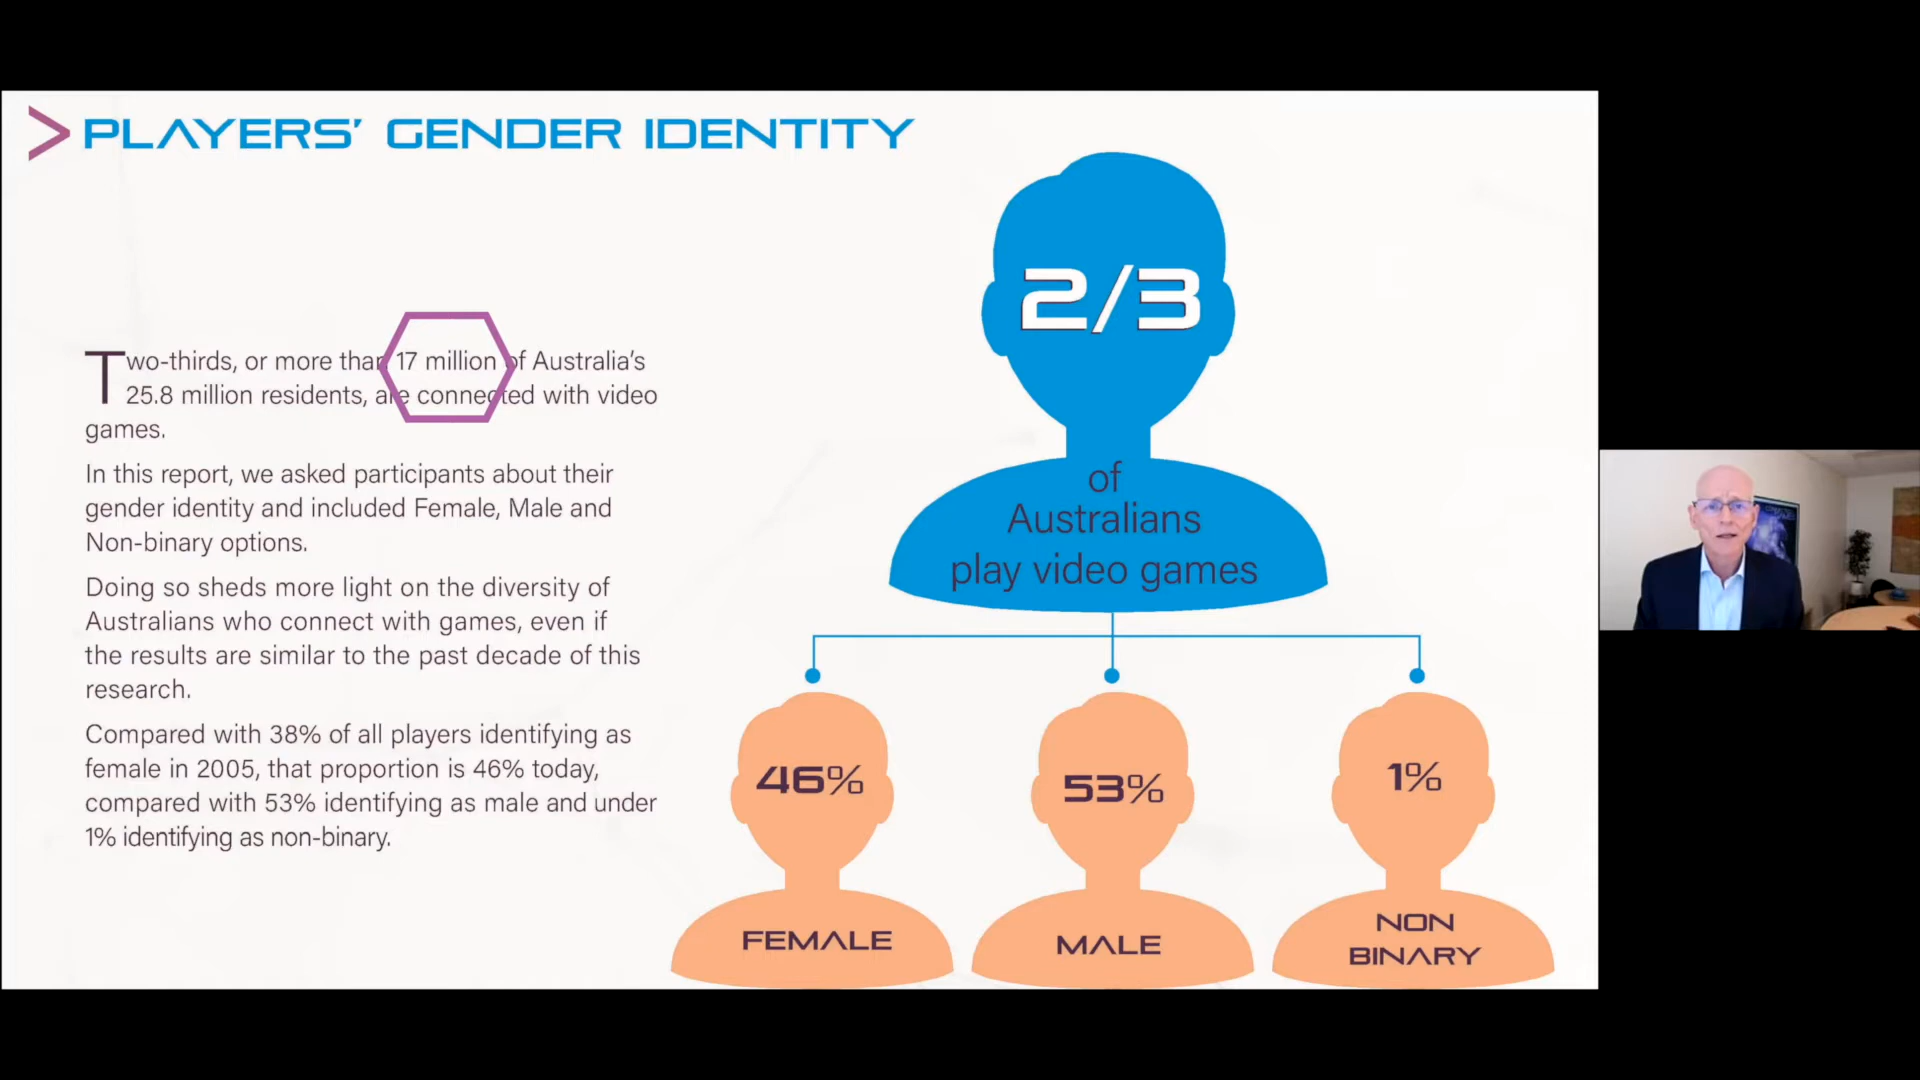 PLAYERS' GENDER IDENTITY
Two-thirds, or more than 17 million of Australia's
25.8 million residents, are connected with video
games.
In this report, we asked participants about their
gender identity and included Female, Male and
Non-binary options.
Doing so sheds more light on the diversity of
Australians who connect with games, even if
the results are similar to the past decade of this
research.
Compared with 38% of all players identifying as
female in 2005, that proportion is 46% today,
compared with 53% identifying as male and under
1% identifying as non-binary.
2/3
of
Australians
play video games
46%
FEMALE
53%
MALE
1%
NON
BINARY